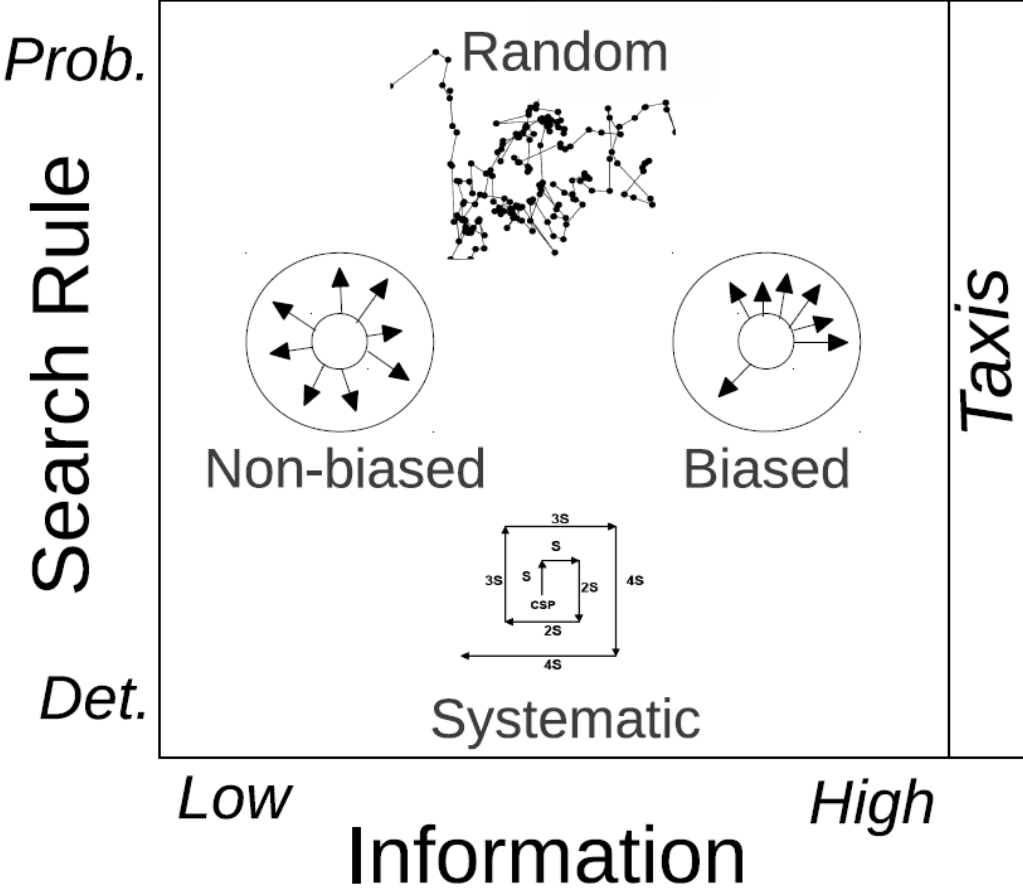 Prob.
Random
Search Rule
Taxis
Non-biased
Biased
3S
S
3S
S
2S
4S
CSP
2S
4S
Det.
Systematic
Low
High
Information